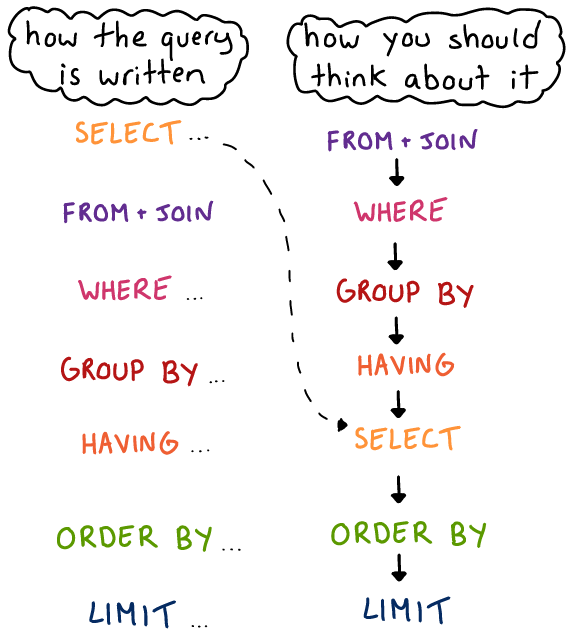 how the query
is written
SELECT ...
FROM + JOIN
WHERE ...
GROUP BY ...
HAVING ...
ORDER BY ...
LIMIT ...
how you should
think about it
FROM + JOIN
WHERE
GROUP BY
HAVING
SELECT
ORDER BY
LIMIT